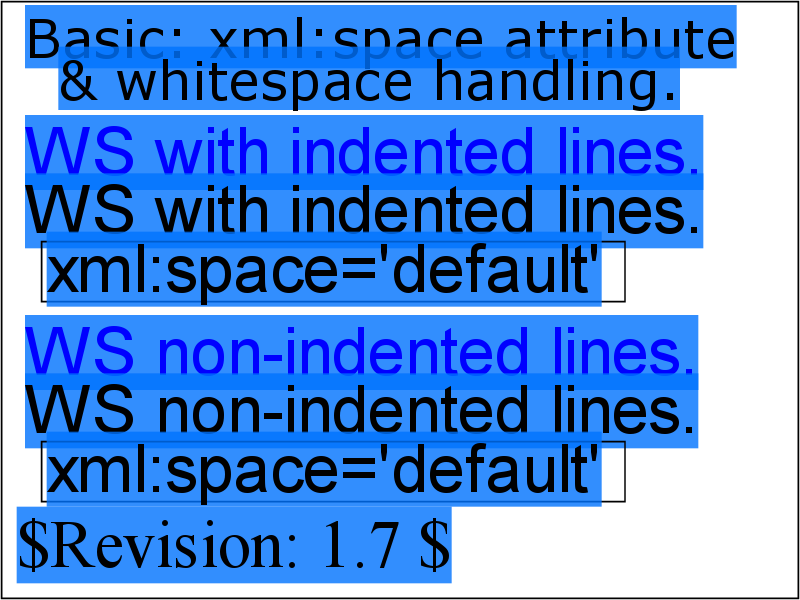 Basic: xml:space attribute
& whitespace handling.
WS with indented lines.
WS with indented lines.
xml:space='default'
WS non-indented lines.
WS non-indented lines.
xml:space='default'
$Revision: 1.7 $